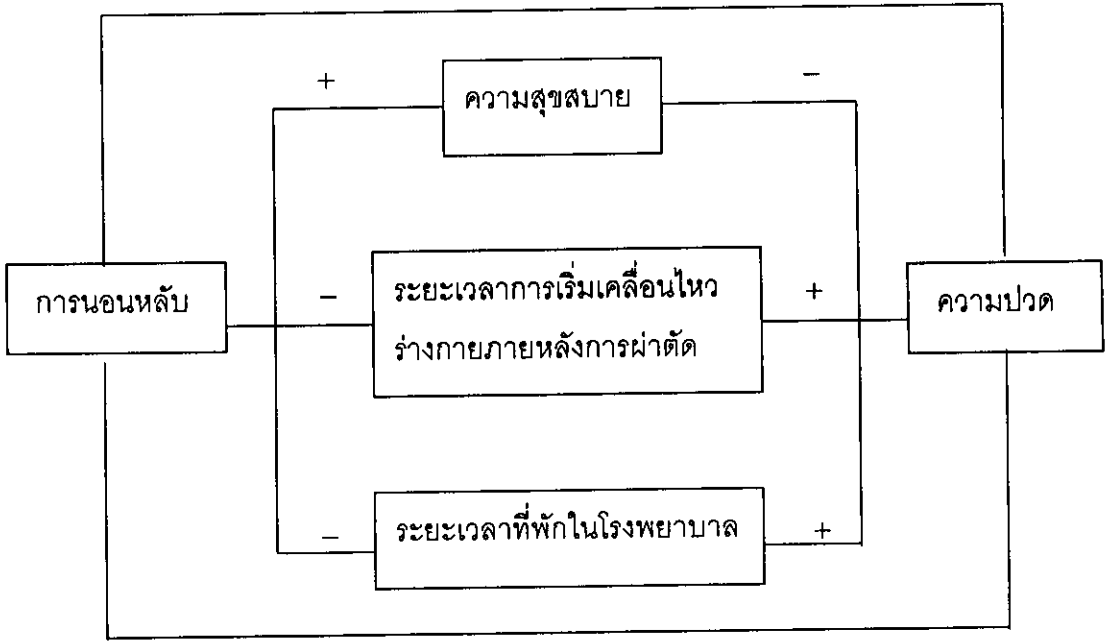 +
ความสุขสบาย
–
การนอนหลับ
–
ระยะเวลาการเริ่มเคลื่อนไหว
ร่างกายภายหลังการผ่าตัด
+
ความปวด
–
ระยะเวลาที่พักในโรงพยาบาล
+